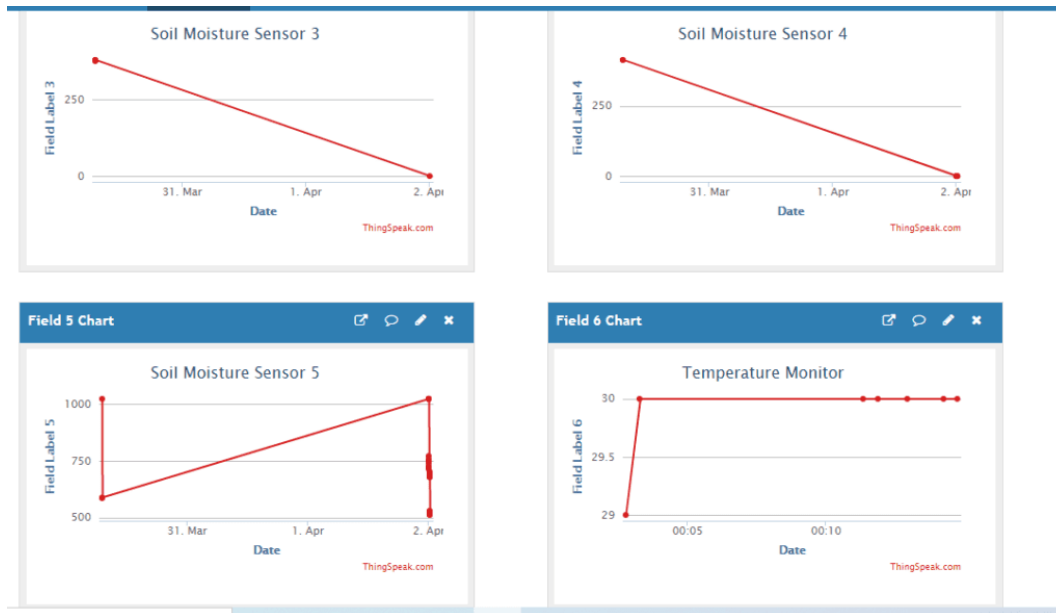 Soil Moisture Sensor 3
Field Label 3
250
0
31. Mar
1. Apr
2. Apr
Date
ThingSpeak.com
Soil Moisture Sensor 4
Field Label 4
250
0
31. Mar
1. Apr
2. Apr
Date
ThingSpeak.com
Field 5 Chart
Soil Moisture Sensor 5
Field Label 5
1000
750
500
31. Mar
1. Apr
2. Apr
Date
ThingSpeak.com
Field 6 Chart
Temperature Monitor
Field Label 6
30
29.5
29
00:05
00:10
Date
ThingSpeak.com